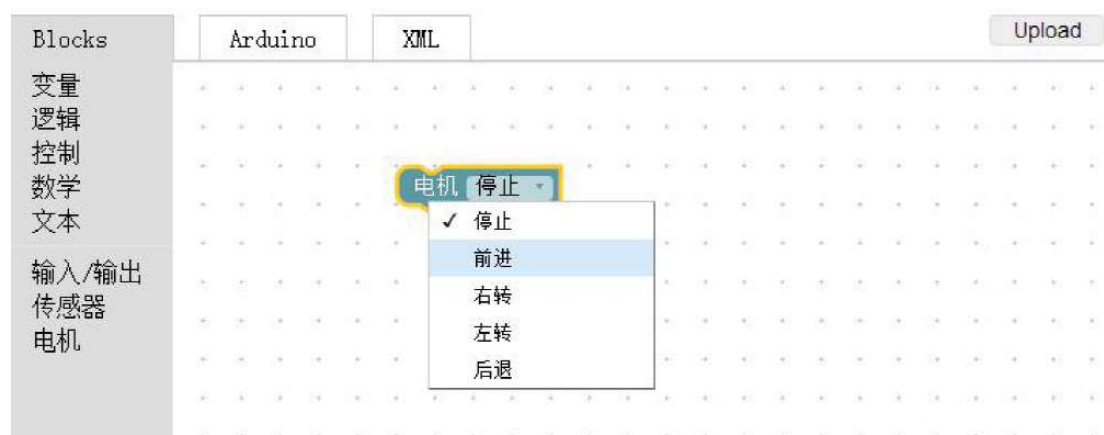 Blocks
Arduino
XML
Upload
变量
逻辑
控制
数学
文本
输入/输出
传感器
电机
电机 停止
✓ 停止
前进
右转
左转
后退